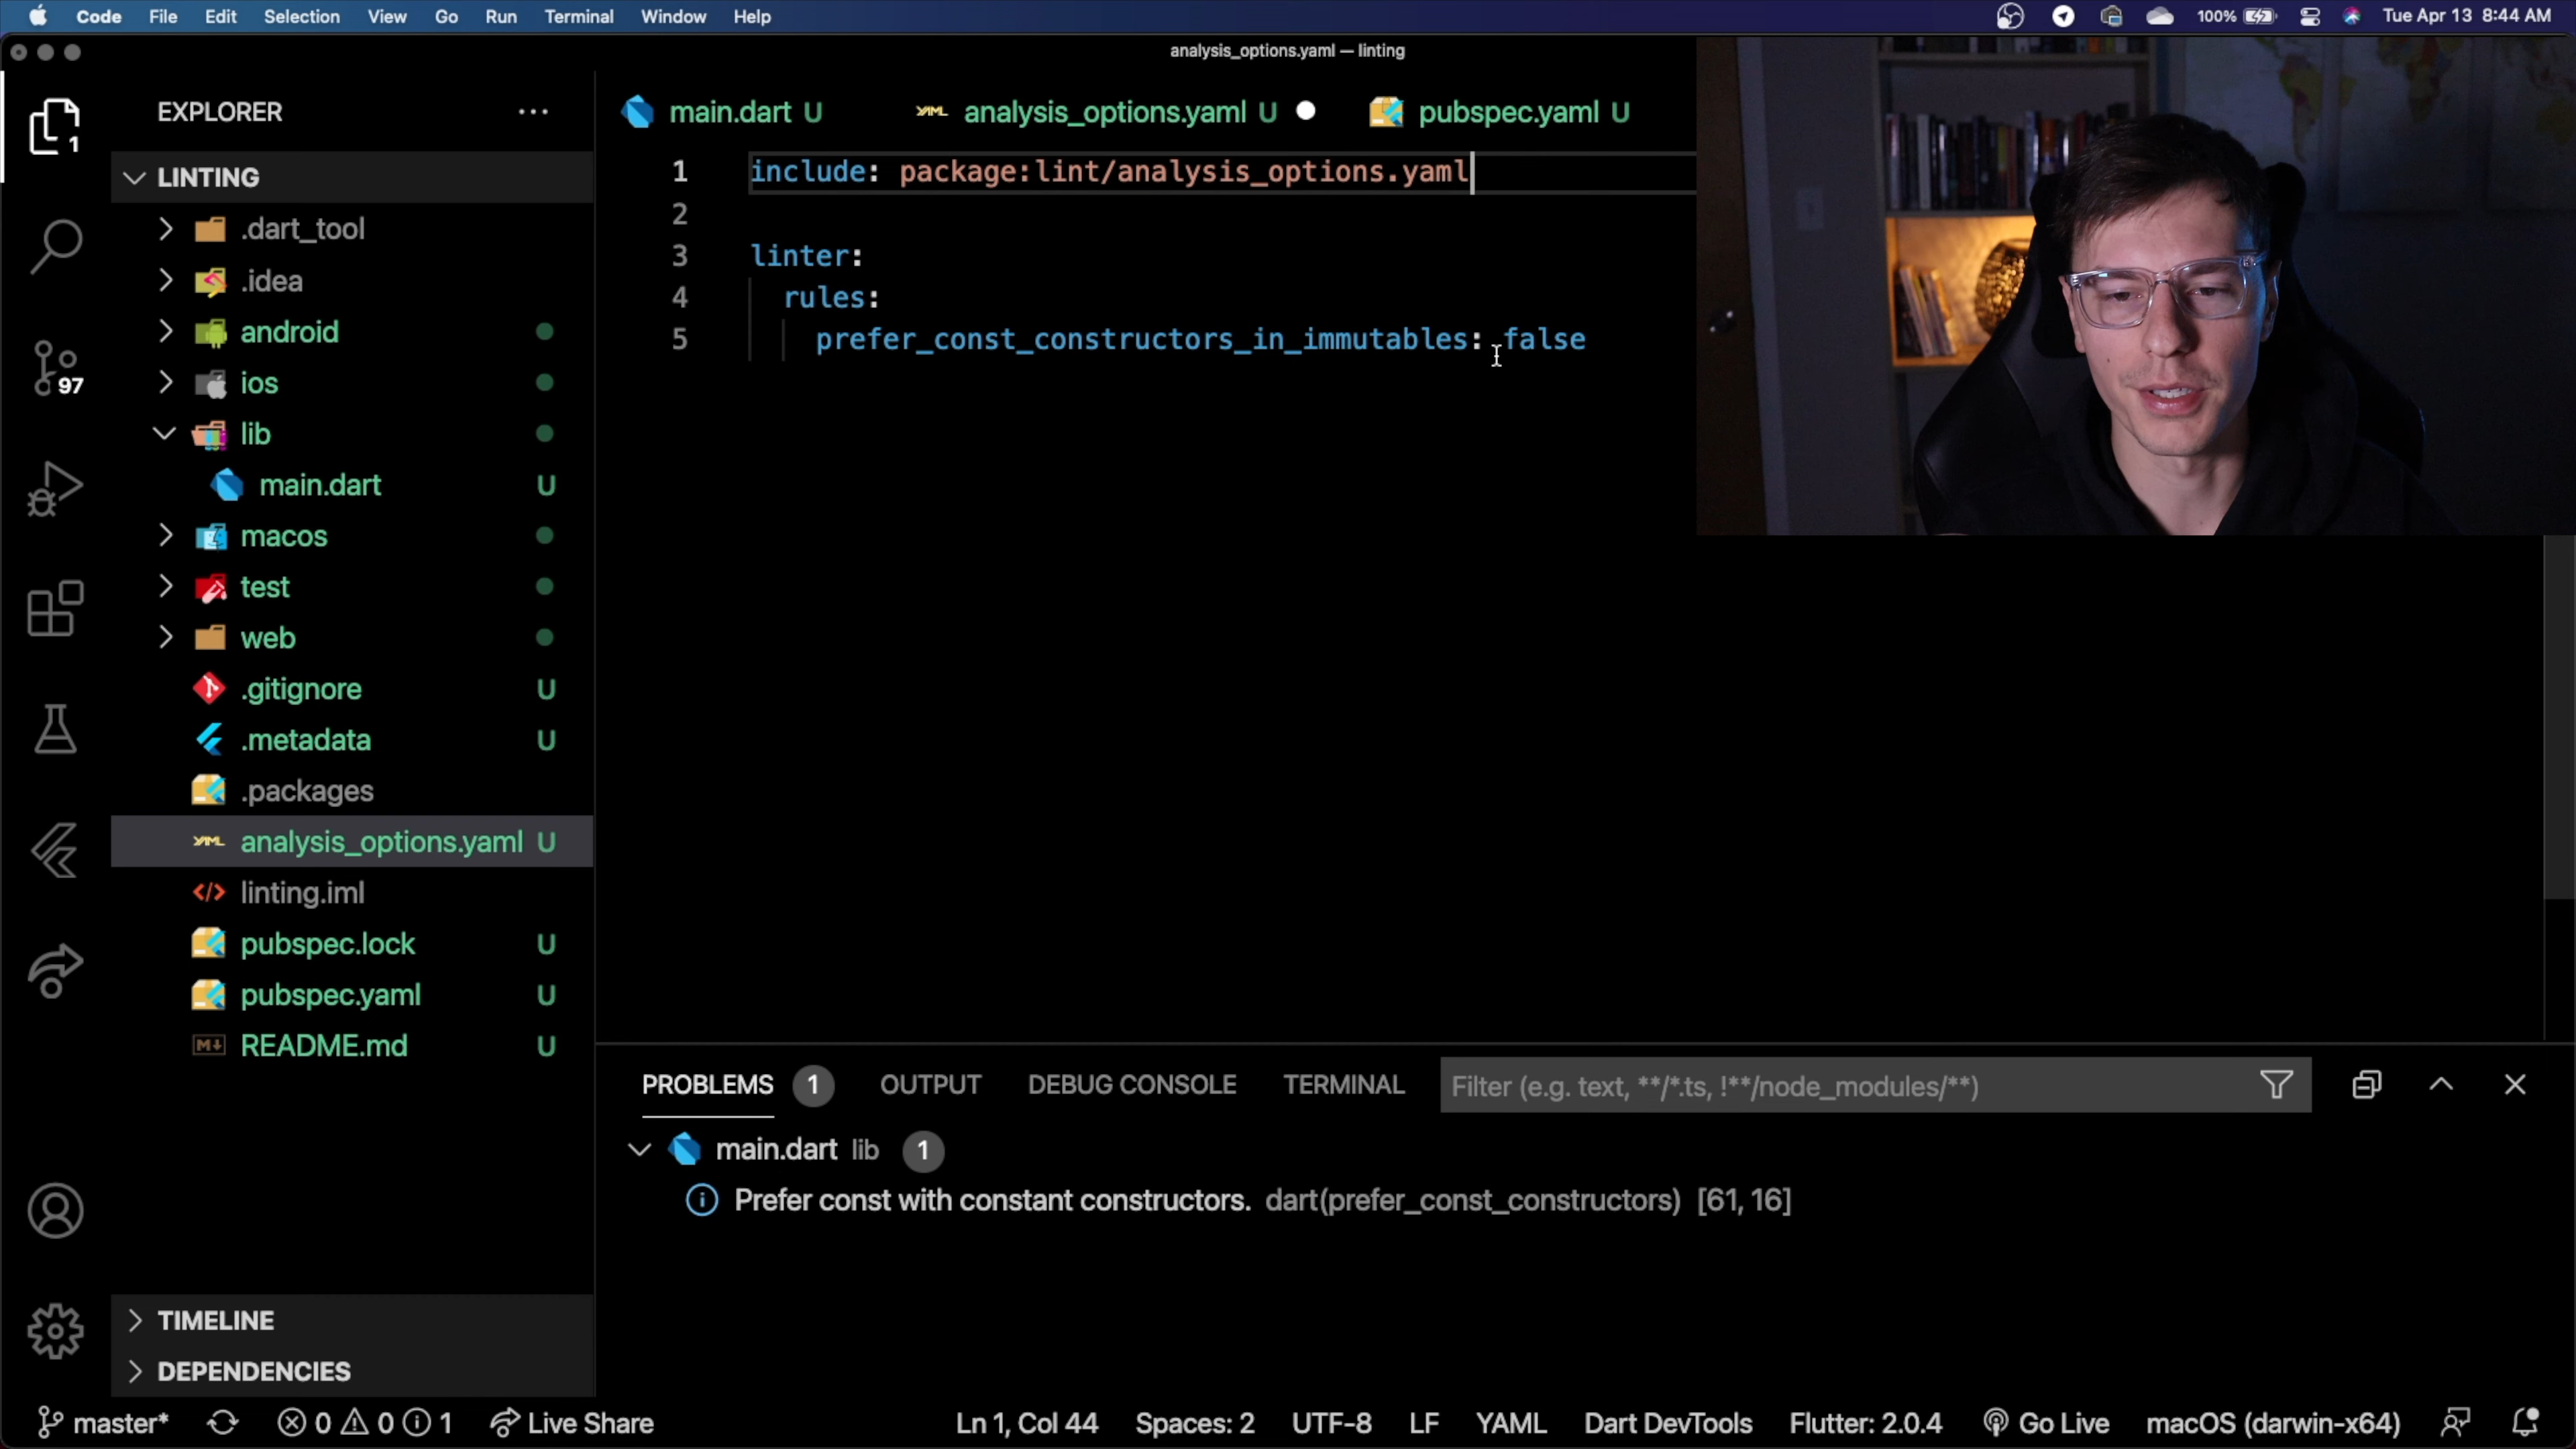 Code File Edit Selection View Go Run Terminal Window Help 100% Tue Apr 13 8:44 AM
analysis_options.yaml — linting
EXPLORER
main.dart U
YAML analysis_options.yaml U
pubspec.yaml U
1
LINTING
.dart_tool
.idea
android
ios
97
lib
main.dart U
macos
test
web
.gitignore U
.metadata U
.packages
YAML analysis_options.yaml U
linting.iml
pubspec.lock U
pubspec.yaml U
M README.md U
TIMELINE
DEPENDENCIES
1 include: package:lint/analysis_options.yaml
2
3 linter:
4 rules:
5 prefer_const_constructors_in_immutables: false
PROBLEMS 1 OUTPUT DEBUG CONSOLE TERMINAL Filter (e.g. text, **/*.ts, !**/node_modules/**)
main.dart lib 1
Prefer const with constant constructors. dart(prefer_const_constructors) [61, 16]
master* 0 0 1 Live Share Ln 1, Col 44 Spaces: 2 UTF-8 LF YAML Dart DevTools Flutter: 2.0.4 Go Live macOS (darwin-x64)